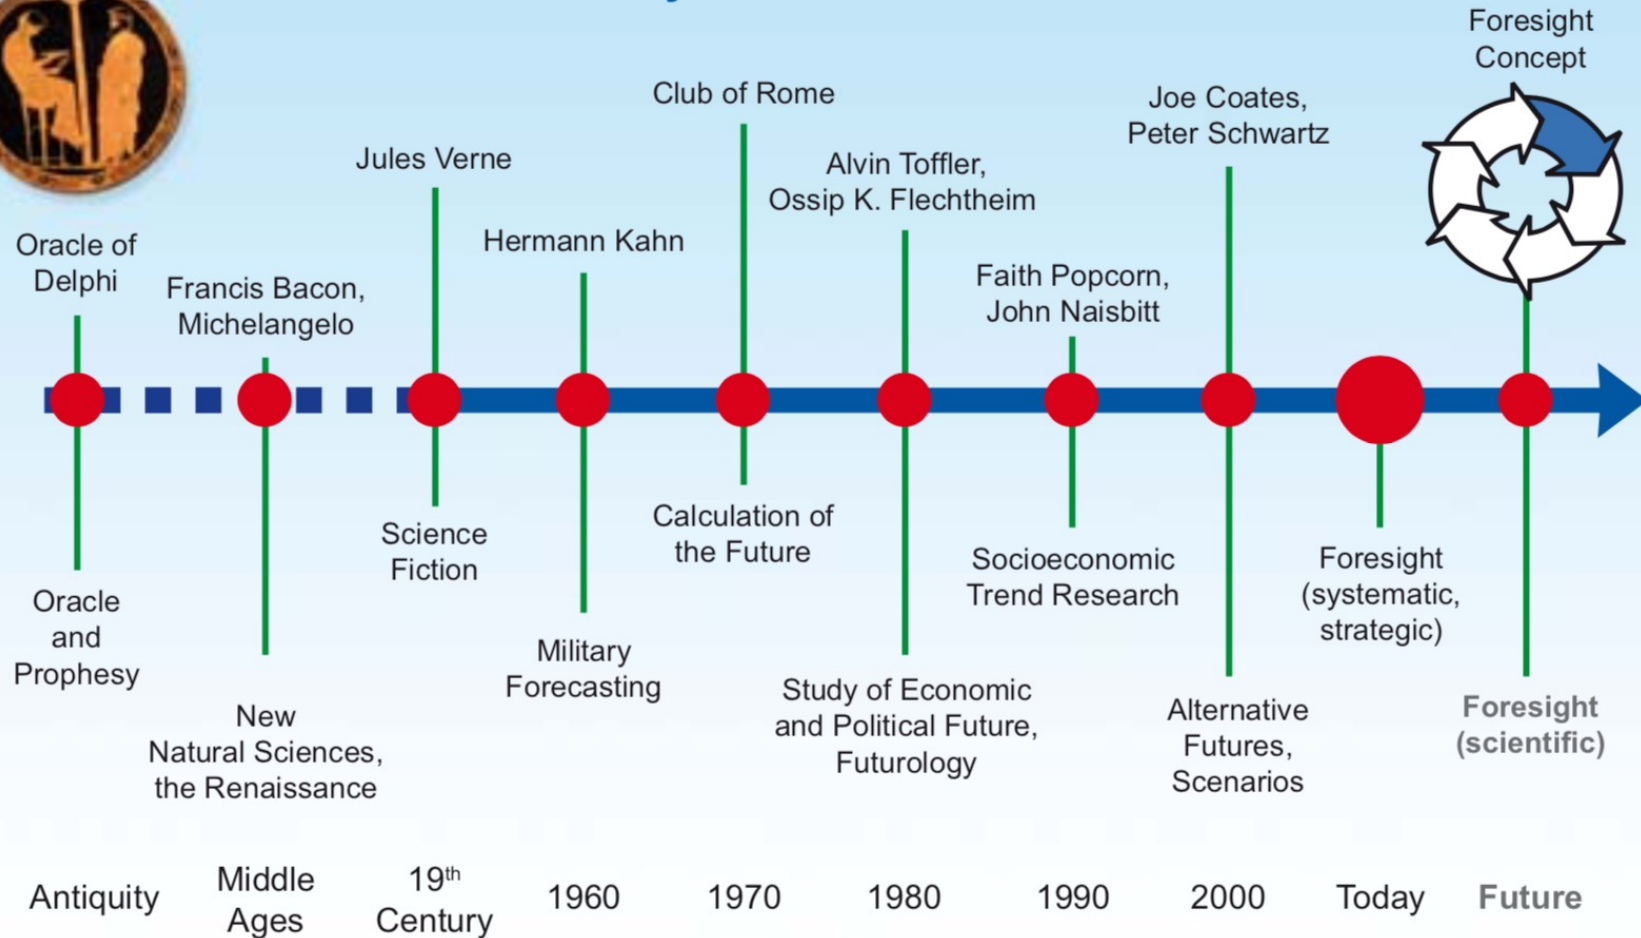 Foresight
Concept
Club of Rome
Joe Coates,
Peter Schwartz
Jules Verne
Alvin Toffler,
Ossip K. Flechtheim
Hermann Kahn
Oracle of
Delphi
Francis Bacon,
Michelangelo
Faith Popcorn,
John Naisbitt
Oracle
and
Prophesy
New
Natural Sciences,
the Renaissance
Science
Fiction
Military
Forecasting
Calculation of
the Future
Study of Economic
and Political Future,
Futurology
Socioeconomic
Trend Research
Alternative
Futures,
Scenarios
Foresight
(systematic,
strategic)
Foresight
(scientific)
Antiquity
Middle
Ages
19th
Century
1960
1970
1980
1990
2000
Today
Future